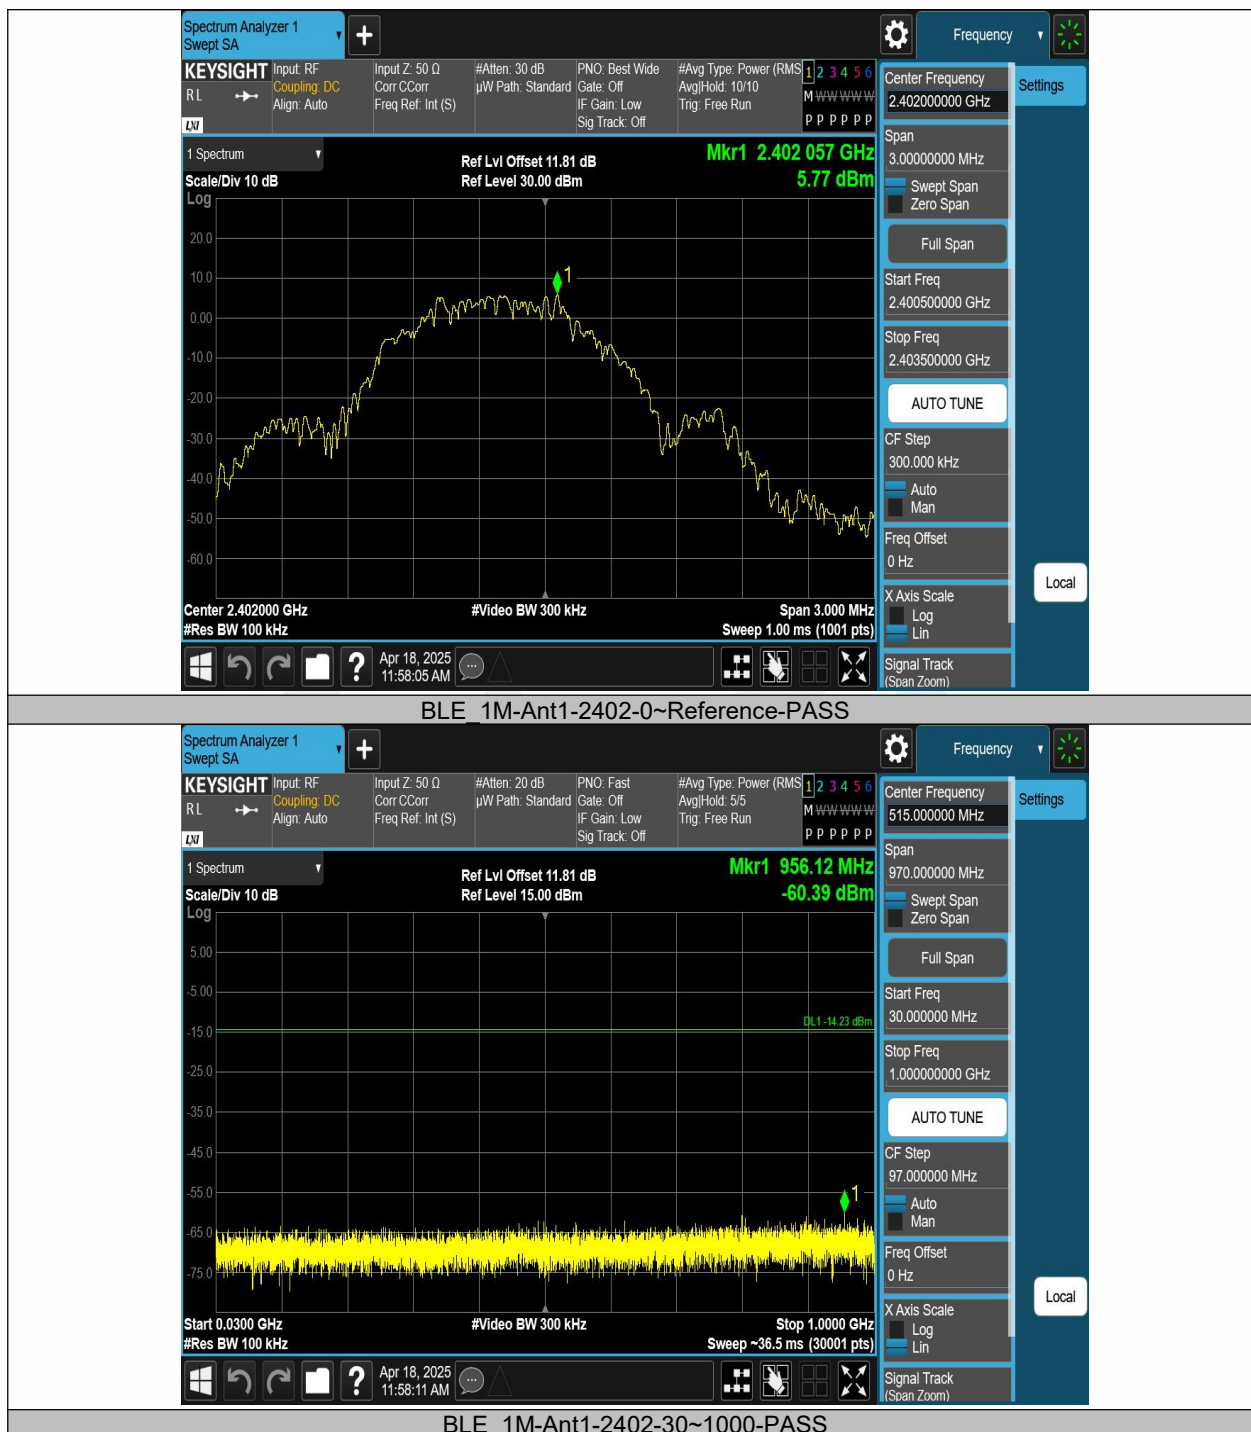 Spectrum Analyzer 1
Swept SA
Frequency
KEYSIGHT
RL
LXI
Input: RF
Coupling: DC
Align: Auto
Input Z: 50 Ω
Corr CCorr
Freq Ref: Int (S)
#Atten: 30 dB
µW Path: Standard
PNO: Best Wide
Gate: Off
IF Gain: Low
Sig Track: Off
#Avg Type: Power (RMS
Avg|Hold: 10/10
Trig: Free Run
1 2 3 4 5 6
M W W W W W
P P P P P P
1 Spectrum
Scale/Div 10 dB
Log
Ref Lvl Offset 11.81 dB
Ref Level 30.00 dBm
Mkr1 2.402 057 GHz
5.77 dBm
20.0
10.0
0.00
-10.0
-20.0
-30.0
-40.0
-50.0
-60.0
1
Center 2.402000 GHz
#Res BW 100 kHz
#Video BW 300 kHz
Span 3.000 MHz
Sweep 1.00 ms (1001 pts)
Apr 18, 2025
11:58:05 AM
Center Frequency
2.402000000 GHz
Settings
Span
3.00000000 MHz
Swept Span
Zero Span
Full Span
Start Freq
2.400500000 GHz
Stop Freq
2.403500000 GHz
AUTO TUNE
CF Step
300.000 kHz
Auto
Man
Freq Offset
0 Hz
Local
X Axis Scale
Log
Lin
Signal Track
(Span Zoom)
BLE_1M-Ant1-2402-0~Reference-PASS
Spectrum Analyzer 1
Swept SA
Frequency
KEYSIGHT
RL
LXI
Input: RF
Coupling: DC
Align: Auto
Input Z: 50 Ω
Corr CCorr
Freq Ref: Int (S)
#Atten: 20 dB
µW Path: Standard
PNO: Fast
Gate: Off
IF Gain: Low
Sig Track: Off
#Avg Type: Power (RMS
Avg|Hold: 5/5
Trig: Free Run
1 2 3 4 5 6
M W W W W W
P P P P P P
1 Spectrum
Scale/Div 10 dB
Log
Ref Lvl Offset 11.81 dB
Ref Level 15.00 dBm
Mkr1 956.12 MHz
-60.39 dBm
5.00
-5.00
-15.0
-25.0
-35.0
-45.0
-55.0
-65.0
-75.0
DL1 -14.23 dBm
1
Start 0.0300 GHz
#Res BW 100 kHz
#Video BW 300 kHz
Stop 1.0000 GHz
Sweep ~36.5 ms (30001 pts)
Apr 18, 2025
11:58:11 AM
Center Frequency
515.000000 MHz
Settings
Span
970.000000 MHz
Swept Span
Zero Span
Full Span
Start Freq
30.000000 MHz
Stop Freq
1.000000000 GHz
AUTO TUNE
CF Step
97.000000 MHz
Auto
Man
Freq Offset
0 Hz
Local
X Axis Scale
Log
Lin
Signal Track
(Span Zoom)
BLE_1M-Ant1-2402-30~1000-PASS